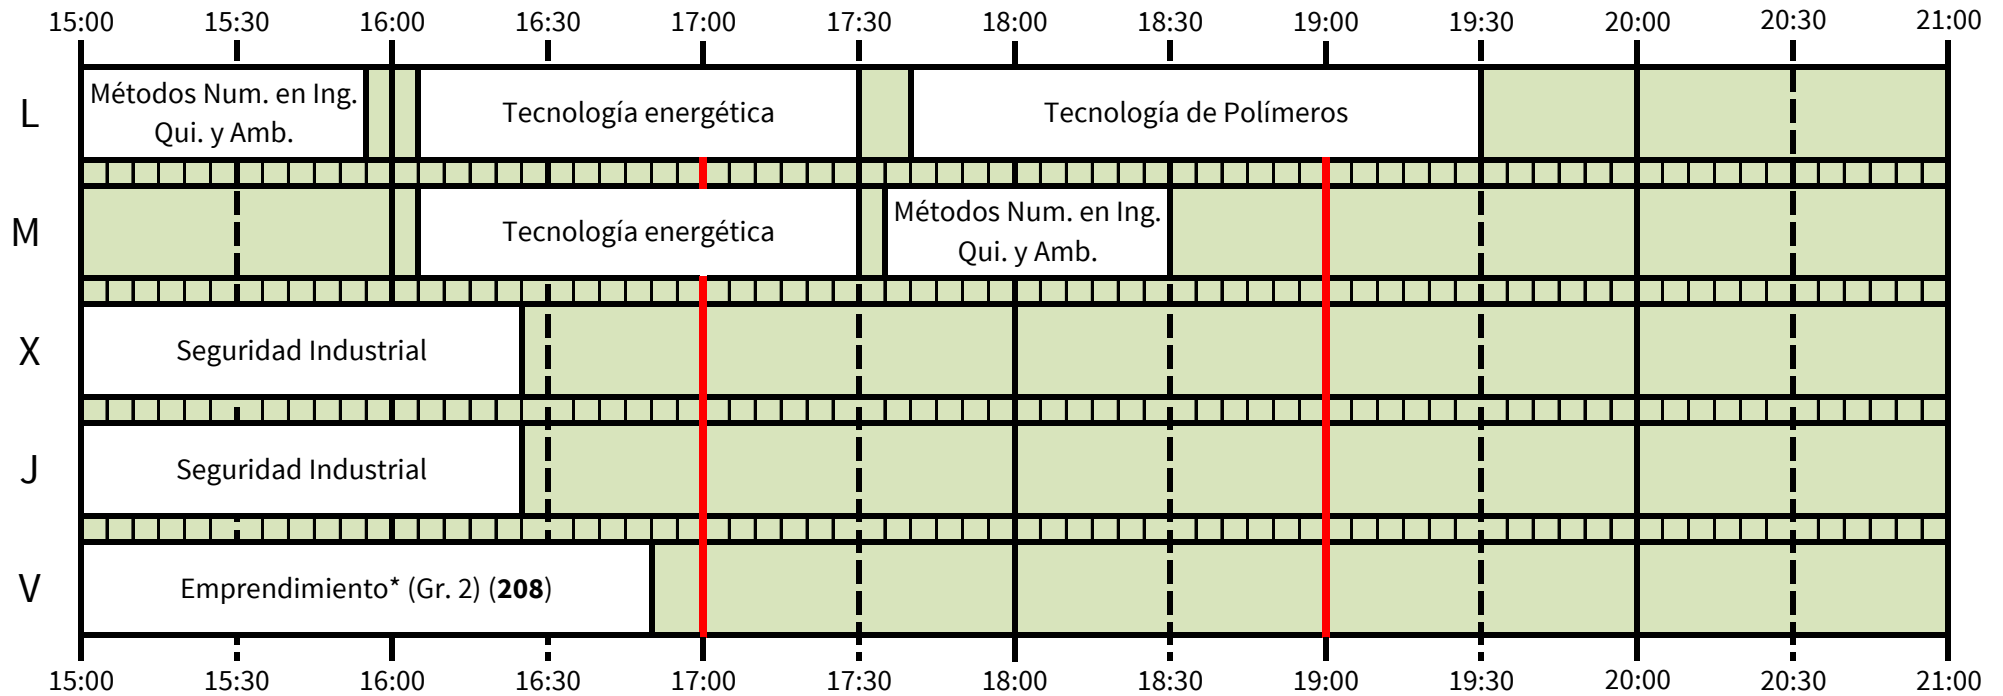 15:00 15:30 16:00 16:30 17:00 17:30 18:00 18:30 19:00 19:30 20:00 20:30 21:00
L
Métodos Num. en Ing.
Qui. y Amb.
Tecnología energética
Tecnología de Polímeros
M
Tecnología energética
Métodos Num. en Ing.
Qui. y Amb.
X
Seguridad Industrial
J
Seguridad Industrial
V
Emprendimiento* (Gr. 2) (208)
15:00 15:30 16:00 16:30 17:00 17:30 18:00 18:30 19:00 19:30 20:00 20:30 21:00